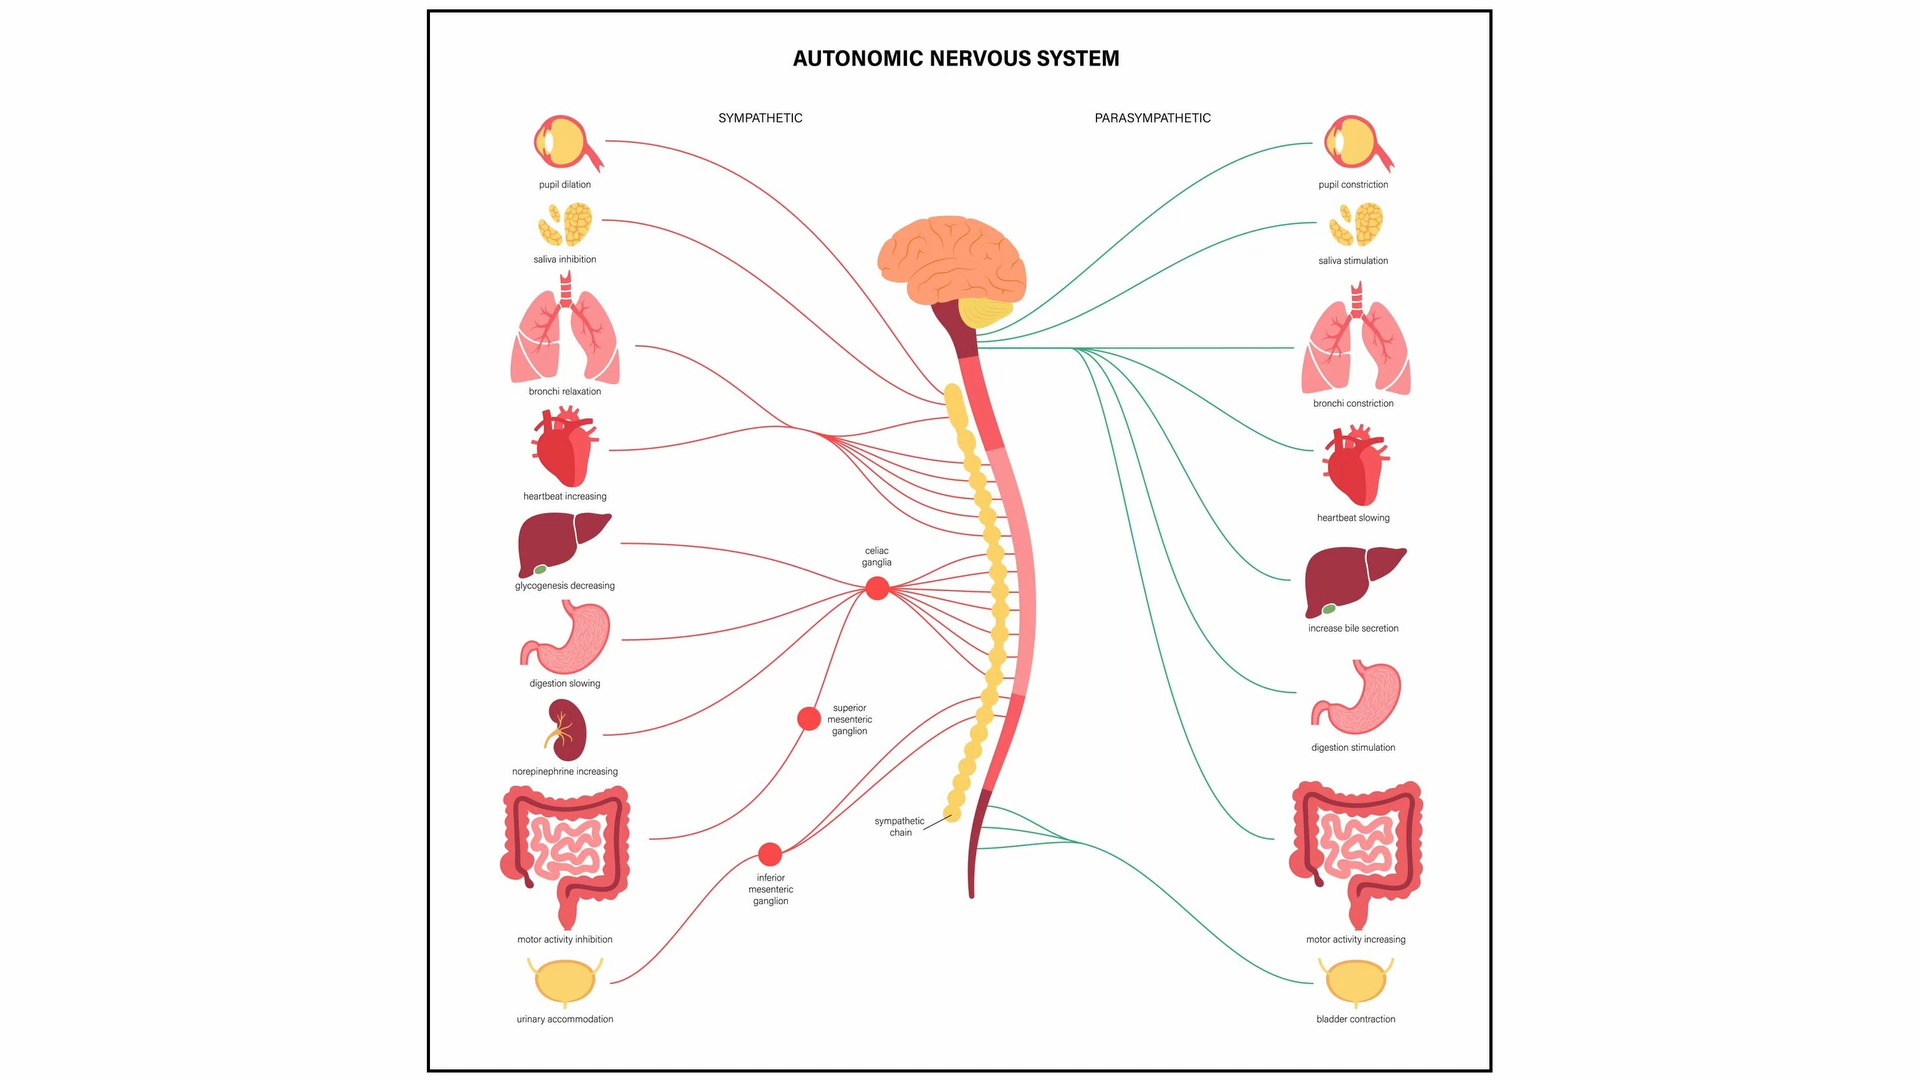 AUTONOMIC NERVOUS SYSTEM
SYMPATHETIC
PARASYMPATHETIC
pupil dilation
saliva inhibition
bronchi relaxation
heartbeat increasing
glycogenesis decreasing
digestion slowing
norepinephrine increasing
motor activity inhibition
urinary accommodation
celiac
ganglia
superior
mesenteric
ganglion
sympathetic
chain
inferior
mesenteric
ganglion
pupil constriction
saliva stimulation
bronchi constriction
heartbeat slowing
increase bile secretion
digestion stimulation
motor activity increasing
bladder contraction